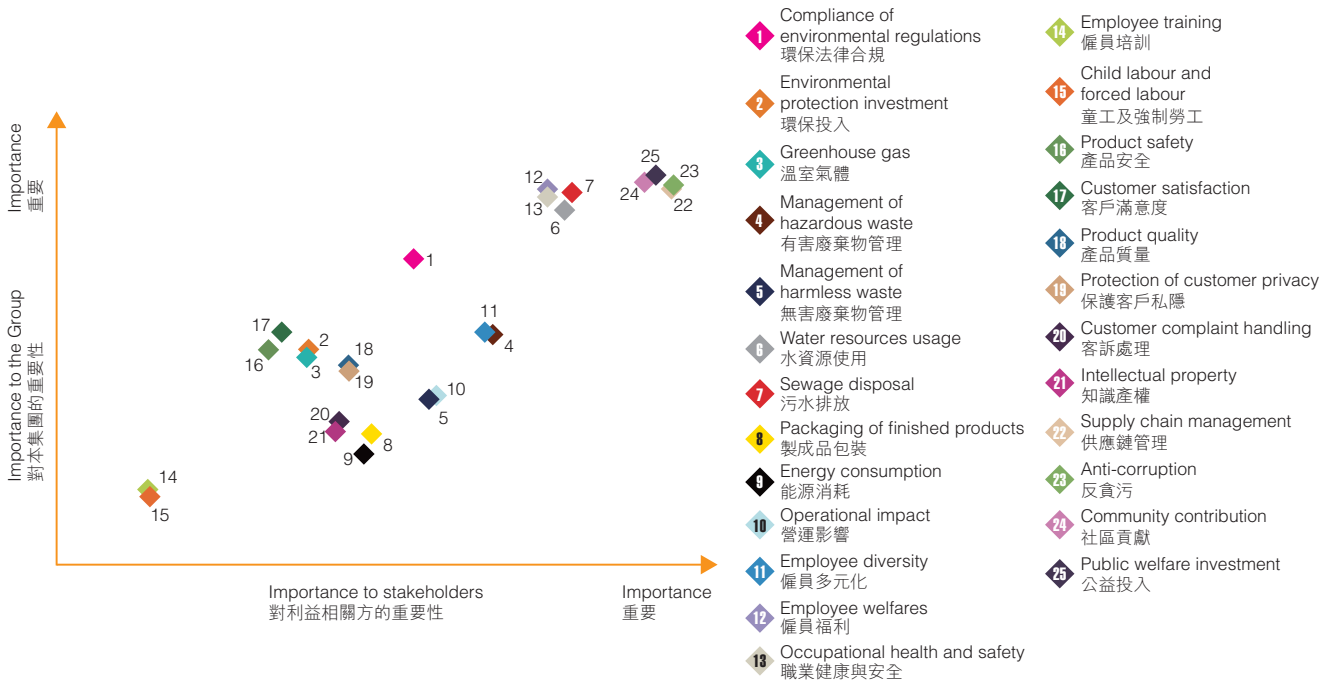 Importance
重要
Importance to the Group
對本集團的重要性
12
13
7
6
25
24
23
22
1
11
4
17
16
2
3
18
19
10
5
20
21
8
9
14
15
Importance to stakeholders
對利益相關方的重要性
Importance
重要
1 Compliance of
environmental regulations
環保法律合規
2 Environmental
protection investment
環保投入
3 Greenhouse gas
溫室氣體
4 Management of
hazardous waste
有害廢棄物管理
5 Management of
harmless waste
無害廢棄物管理
6 Water resources usage
水資源使用
7 Sewage disposal
污水排放
8 Packaging of finished products
製成品包裝
9 Energy consumption
能源消耗
10 Operational impact
營運影響
11 Employee diversity
僱員多元化
12 Employee welfares
僱員福利
13 Occupational health and safety
職業健康與安全
14 Employee training
僱員培訓
15 Child labour and
forced labour
童工及強制勞工
16 Product safety
產品安全
17 Customer satisfaction
客戶滿意度
18 Product quality
產品質量
19 Protection of customer privacy
保護客戶私隱
20 Customer complaint handling
客訴處理
21 Intellectual property
知識產權
22 Supply chain management
供應鏈管理
23 Anti-corruption
反貪污
24 Community contribution
社區貢獻
25 Public welfare investment
公益投入